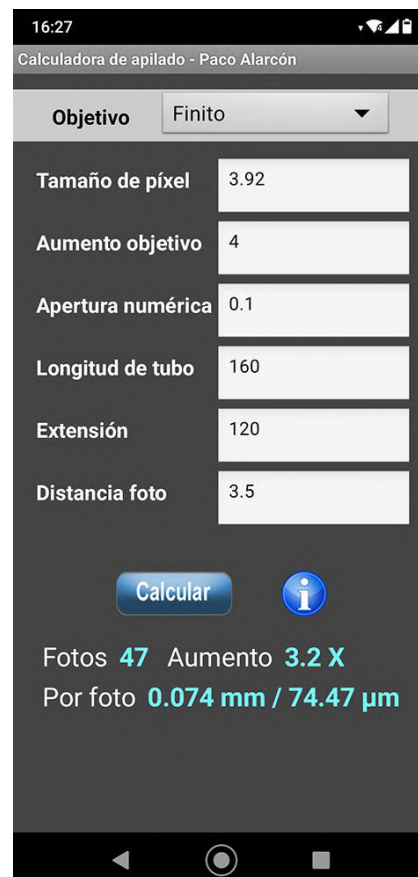 16:27
Calculadora de apilado - Paco Alarcón
Objetivo Finito
Tamaño de píxel 3.92
Aumento objetivo 4
Apertura numérica 0.1
Longitud de tubo 160
Extensión 120
Distancia foto 3.5
Calcular i
Fotos 47 Aumento 3.2 X
Por foto 0.074 mm / 74.47 µm